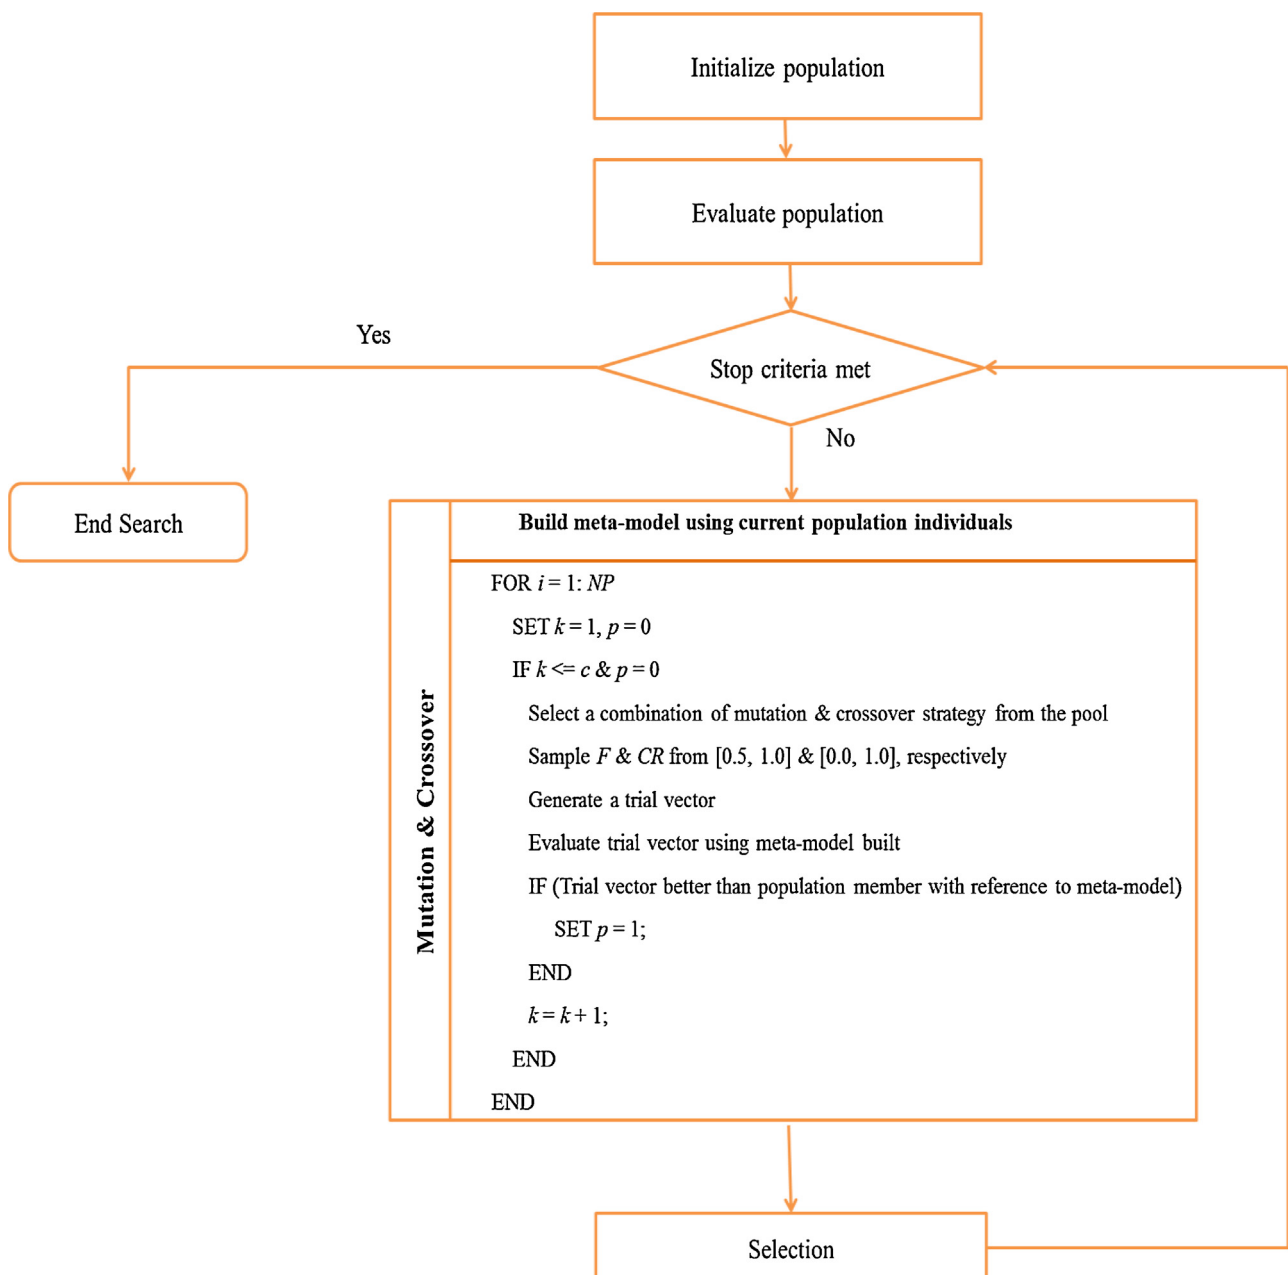 Initialize population
Evaluate population
Yes
Stop criteria met
No
End Search
Build meta-model using current population individuals
Mutation & Crossover
FOR i = 1: NP
SET k = 1, p = 0
IF k <= c & p = 0
Select a combination of mutation & crossover strategy from the pool
Sample F & CR from [0.5, 1.0] & [0.0, 1.0], respectively
Generate a trial vector
Evaluate trial vector using meta-model built
IF (Trial vector better than population member with reference to meta-model)
SET p = 1;
END
k = k + 1;
END
END
Selection